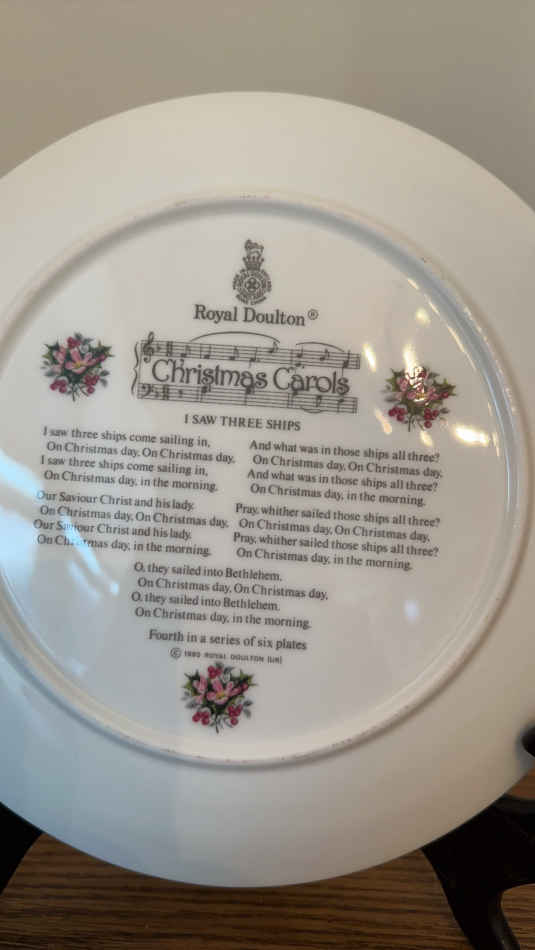 Royal Doulton®
Christmas Carols
I SAW THREE SHIPS
I saw three ships come sailing in,
On Christmas day, On Christmas day,
I saw three ships come sailing in,
On Christmas day, in the morning.
Our Saviour Christ and his lady.
On Christmas day, On Christmas day,
Our Saviour Christ and his lady.
On Christmas day, in the morning.
And what was in those ships all three?
On Christmas day, On Christmas day,
And what was in those ships all three?
On Christmas day, in the morning.
Pray, whither sailed those ships all three?
On Christmas day, On Christmas day,
Pray, whither sailed those ships all three?
On Christmas day, in the morning.
O, they sailed into Bethlehem.
On Christmas day, On Christmas day,
O, they sailed into Bethlehem.
On Christmas day, in the morning.
Fourth in a series of six plates
ROYAL DOULTON (UK)